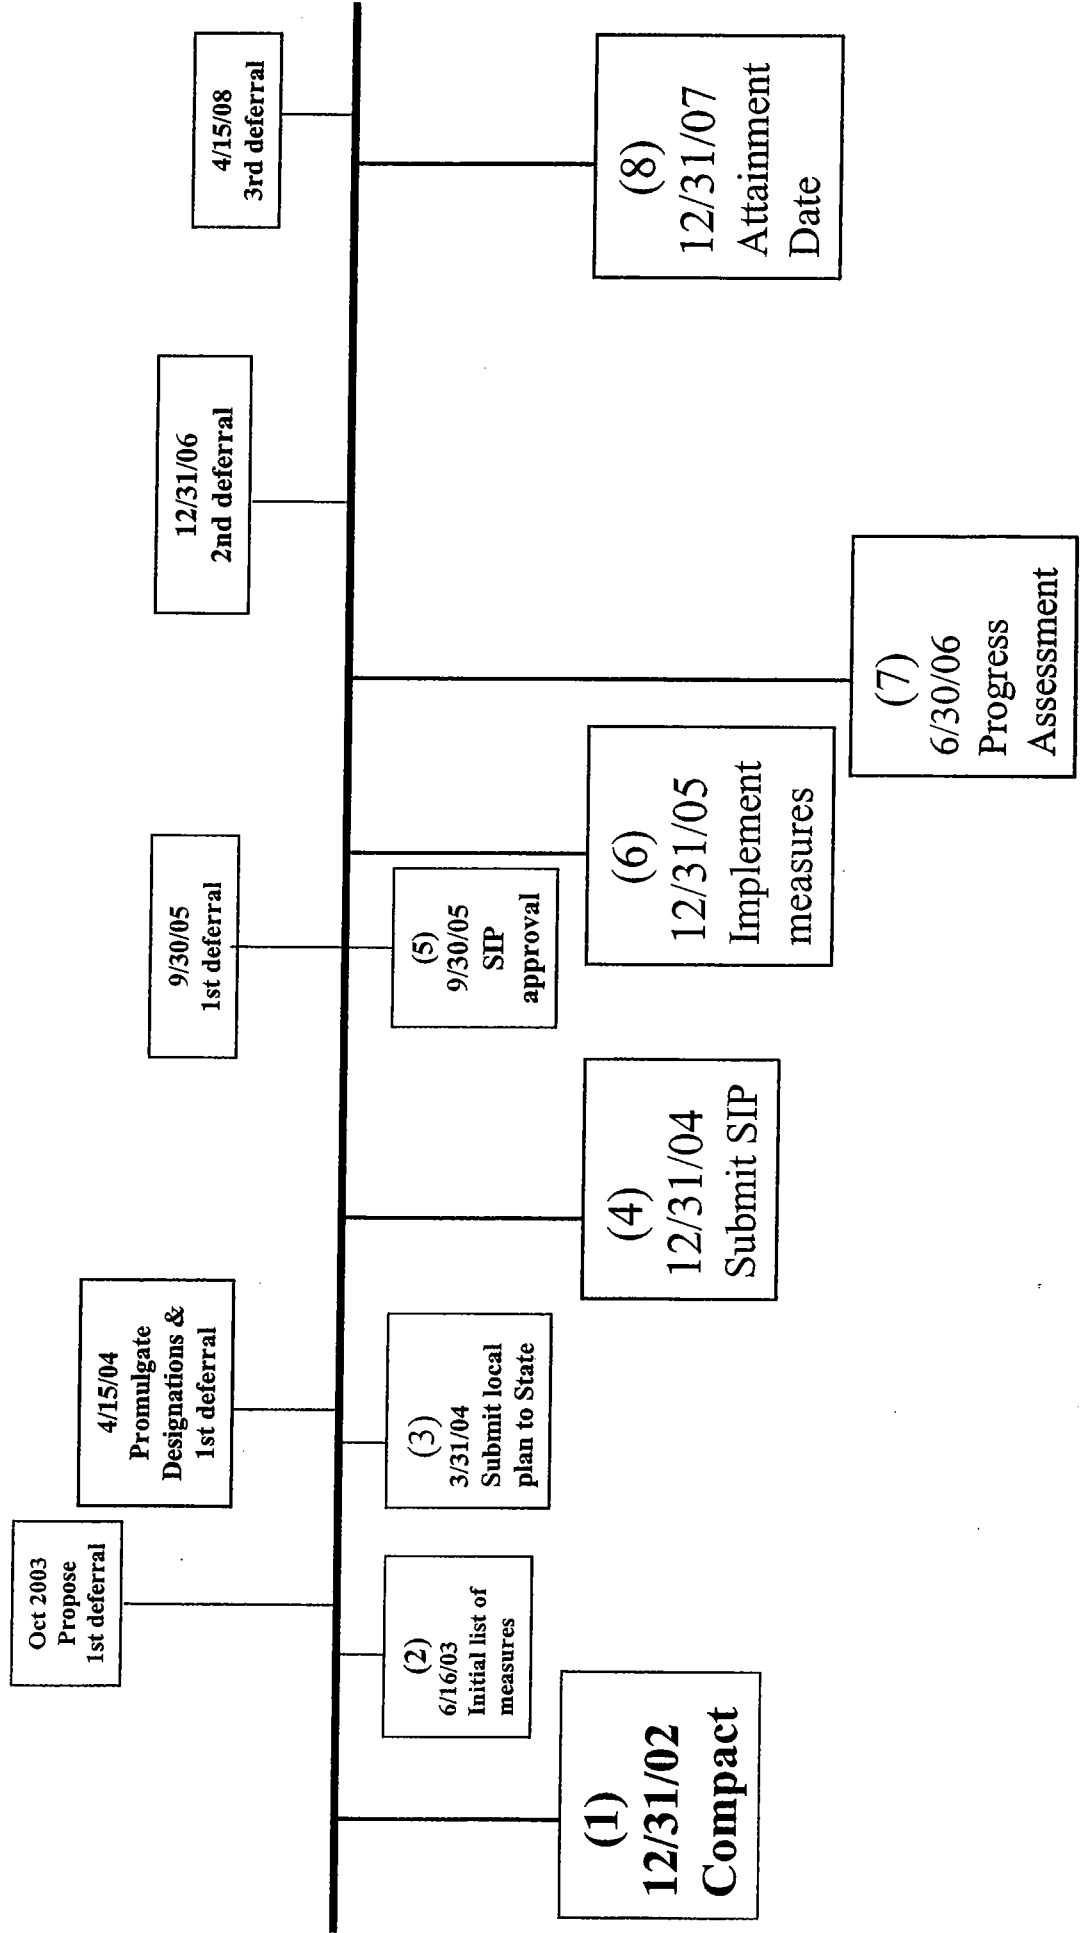 Oct 2003
Propose
1st deferral
4/15/04
Promulgate
Designations &
1st deferral
9/30/05
1st deferral
12/31/06
2nd deferral
4/15/08
3rd deferral
(1)
12/31/02
Compact
(2)
6/16/03
Initial list of
measures
(3)
3/31/04
Submit local
plan to State
(4)
12/31/04
Submit SIP
(5)
9/30/05
SIP
approval
(6)
12/31/05
Implement
measures
(7)
6/30/06
Progress
Assessment
(8)
12/31/07
Attainment
Date